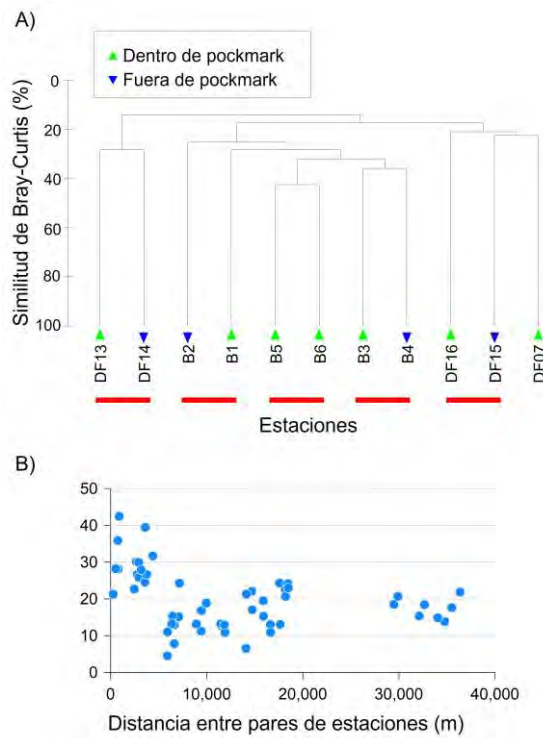 A)
Dentro de pockmark
Fuera de pockmark
Similitud de Bray-Curtis (%)
0
20
40
60
80
100
DF13
DF14
B2
B1
B5
B6
B3
B4
DF16
DF15
DF07
Estaciones
B)
50
40
30
20
10
0
0
10,000
20,000
30,000
40,000
Distancia entre pares de estaciones (m)